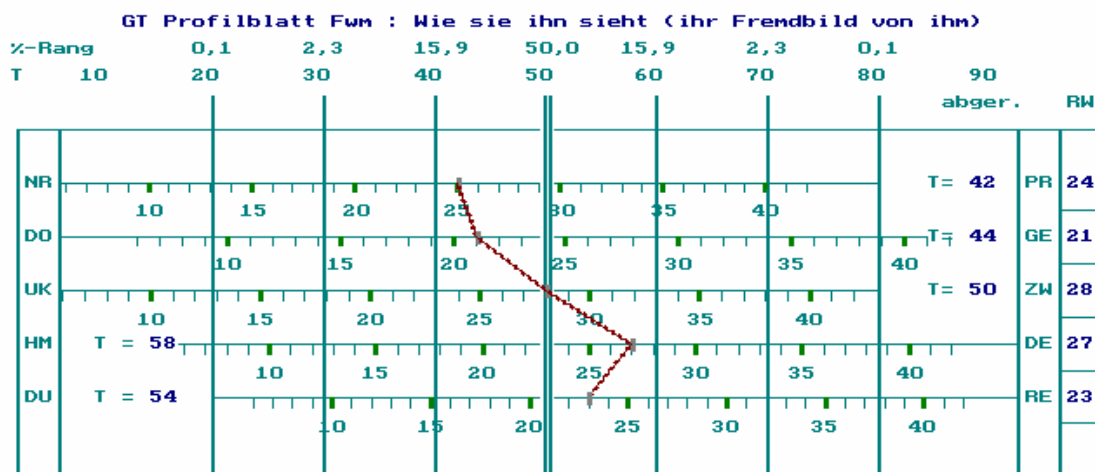 GT Profilblatt Fwm : Wie sie ihn sieht (ihr Fremdbild von ihm)
%-Rang 0,1 2,3 15,9 50,0 15,9 2,3 0,1
T 10 20 30 40 50 60 70 80 90
abger. RW
NR T= 42 PR 24
10 15 20 25 30 35 40
DO T= 44 GE 21
10 15 20 25 30 35 40
UK T= 50 ZW 28
10 15 20 25 30 35 40
HM T = 58 DE 27
10 15 20 25 30 35 40
DU T = 54 RE 23
10 15 20 25 30 35 40